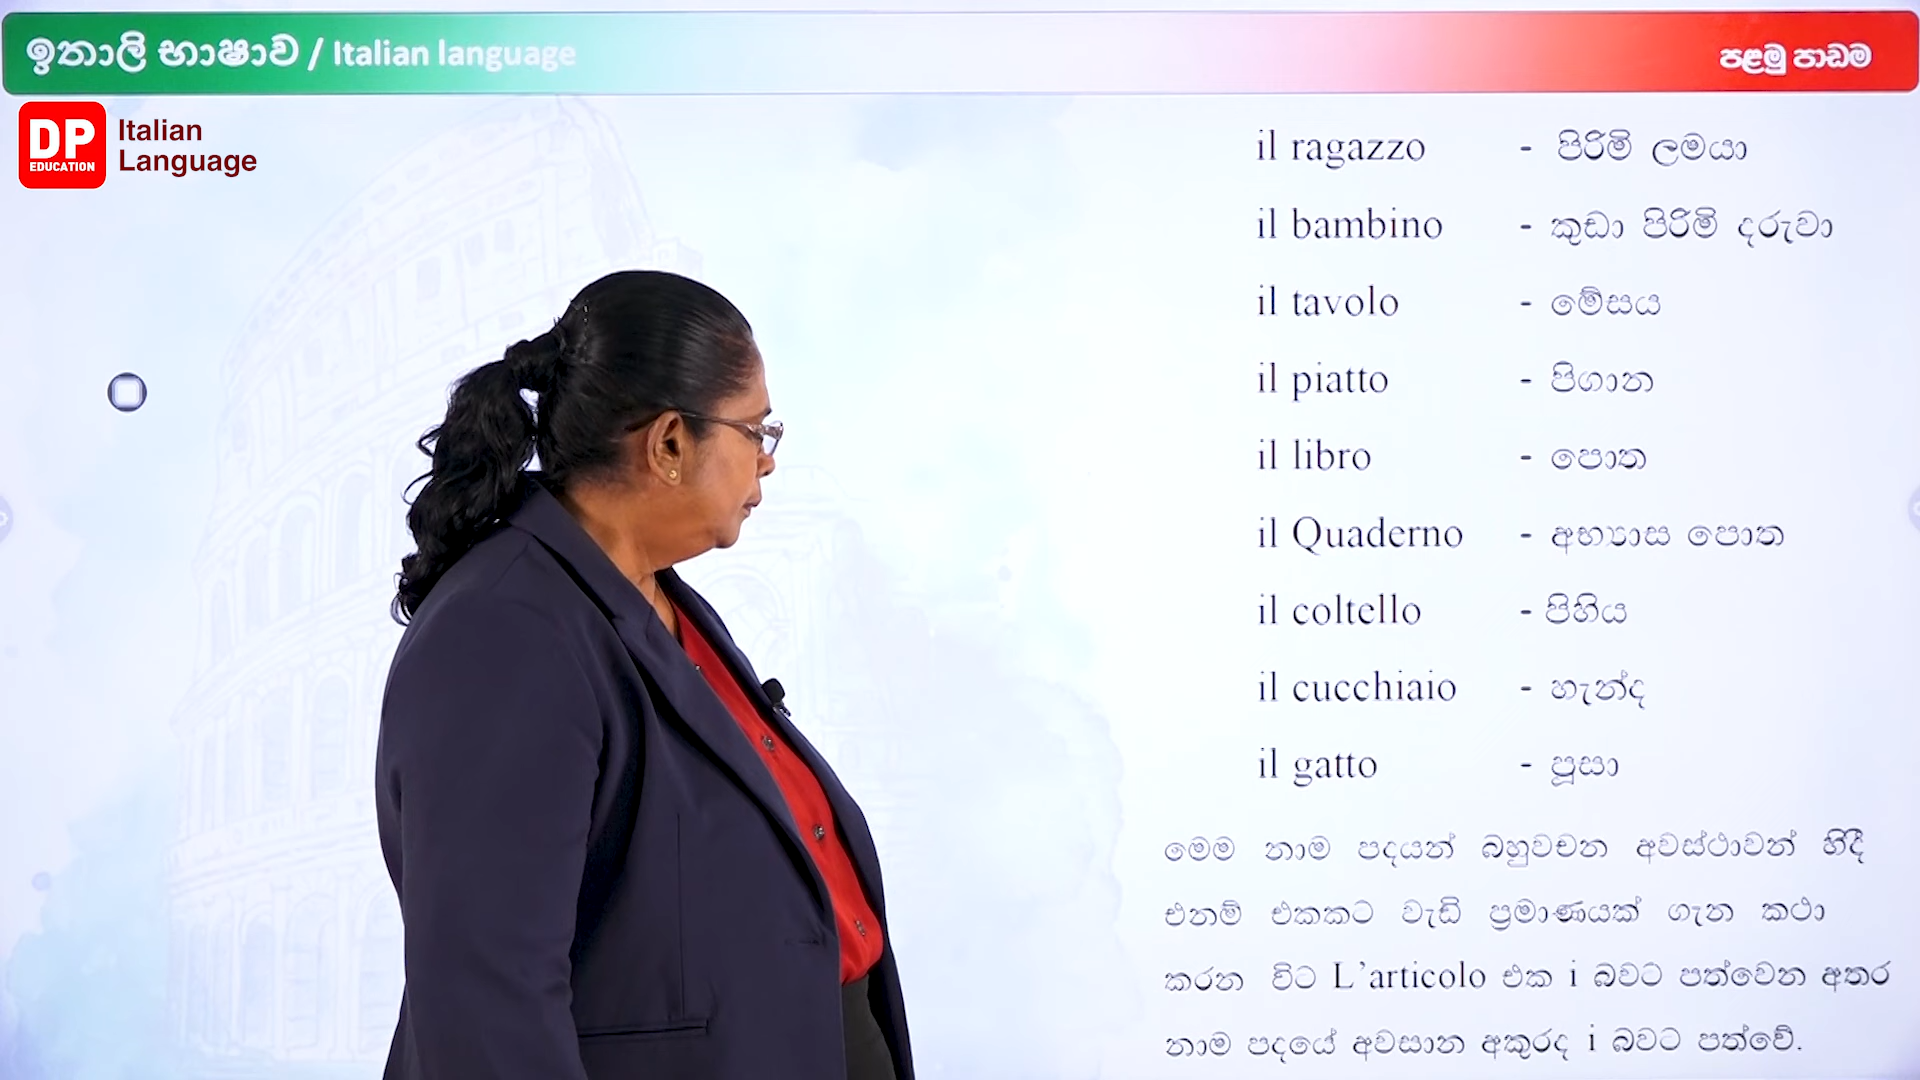 ඉතාලි භාෂාව / Italian language
පළමු පාඩම
DP
EDUCATION
Italian
Language
il ragazzo - පිරිමි ලමයා
il bambino - කුඩා පිරිමි දරුවා
il tavolo - මේසය
il piatto - පිගාන
il libro - පොත
il Quaderno - අභ්‍යාස පොත
il coltello - පිහිය
il cucchiaio - හැන්ද
il gatto - පූසා
මෙම නාම පදයන් බහුවචන අවස්ථාවන් හිදී
එනම් එකකට වැඩි ප්‍රමාණයක් ගැන කථා
කරන විට L’articolo එක i බවට පත්වෙන අතර
නාම පදයේ අවසාන අකුරද i බවට පත්වේ.